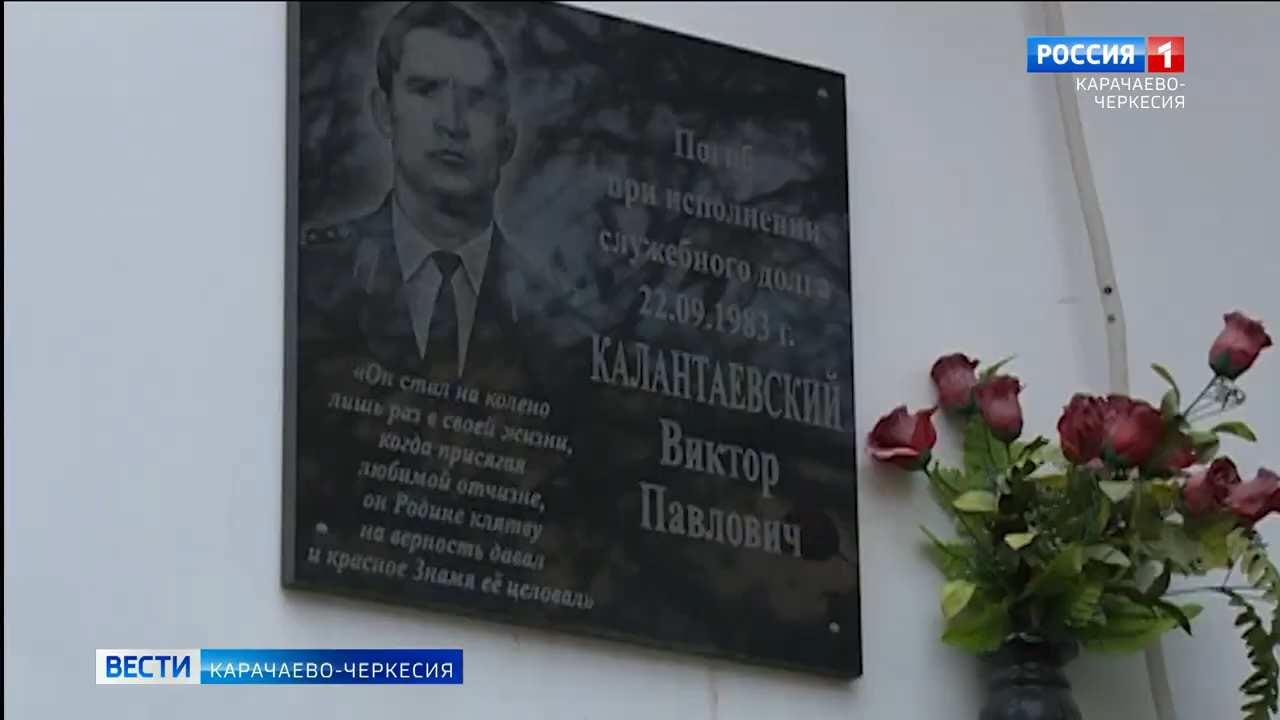 РОССИЯ 1
КАРАЧАЕВО-
ЧЕРКЕСИЯ
Погиб
при исполнении
служебного долга
22.09.1983 г.
КАЛАНТАЕВСКИЙ
Виктор
Павлович
«Он стал на колено
лишь раз в своей жизни,
когда присягая
любимой отчизне,
он Родине клятву
на верность давал
и красное Знамя её целовал»
ВЕСТИ КАРАЧАЕВО-ЧЕРКЕСИЯ